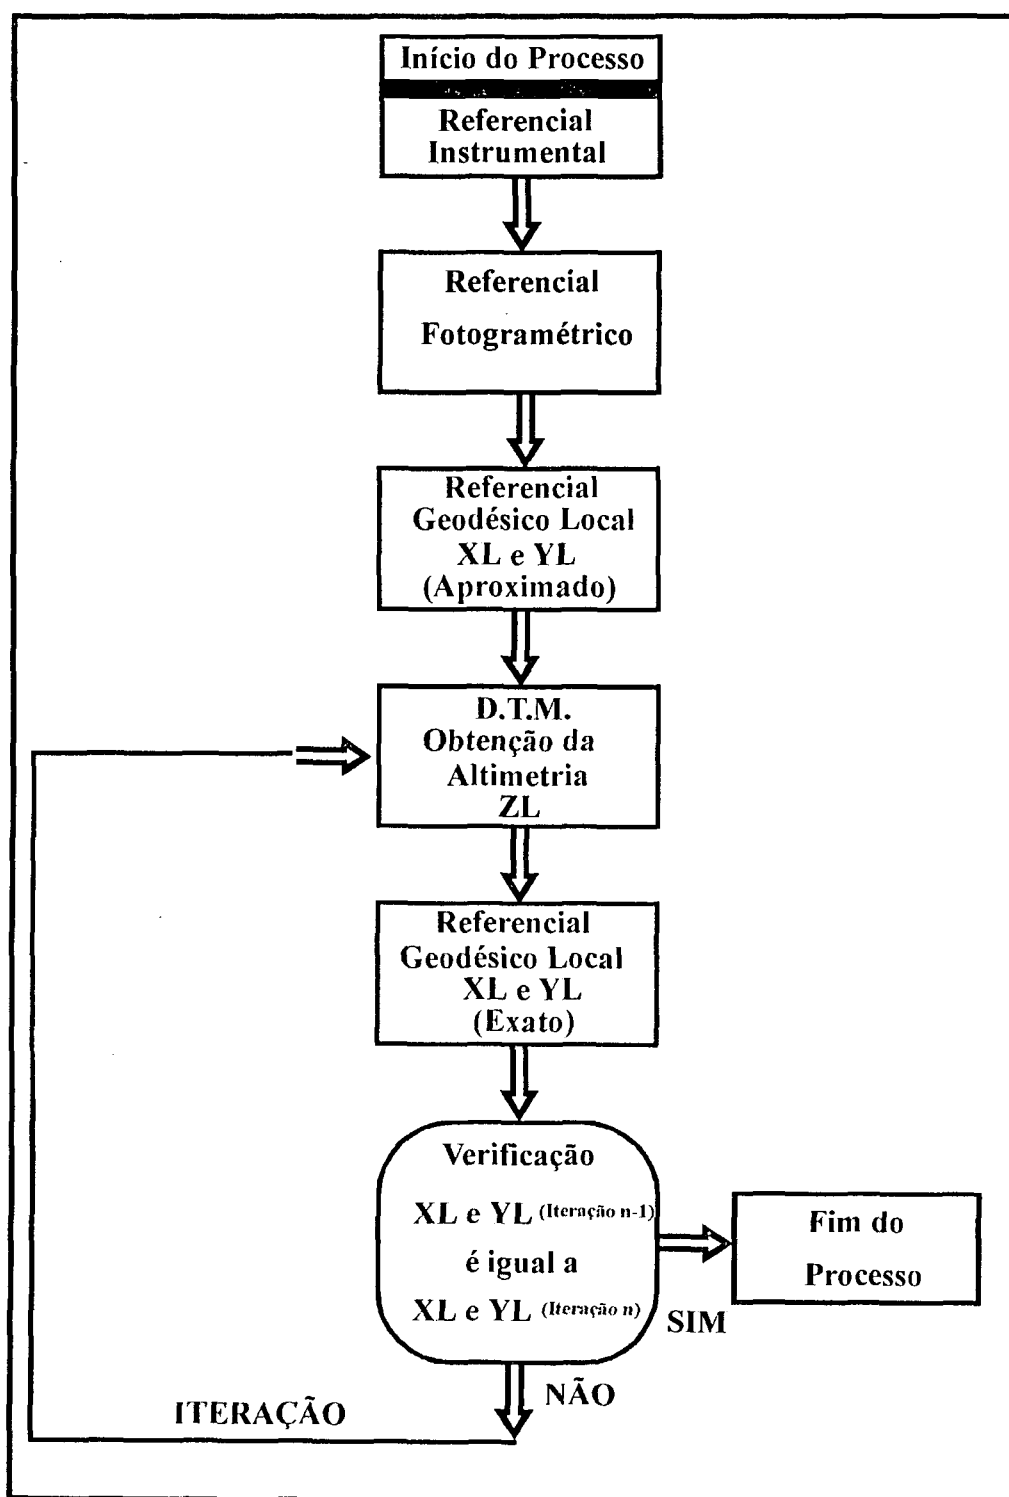 Início do Processo
Referencial
Instrumental
Referencial
Fotogramétrico
Referencial
Geodésico Local
XL e YL
(Aproximado)
D.T.M.
Obtenção da
Altimetria
ZL
Referencial
Geodésico Local
XL e YL
(Exato)
Verificação
XL e YL (Iteração n-1)
é igual a
XL e YL (Iteração n)
SIM
Fim do
Processo
NÃO
ITERAÇÃO